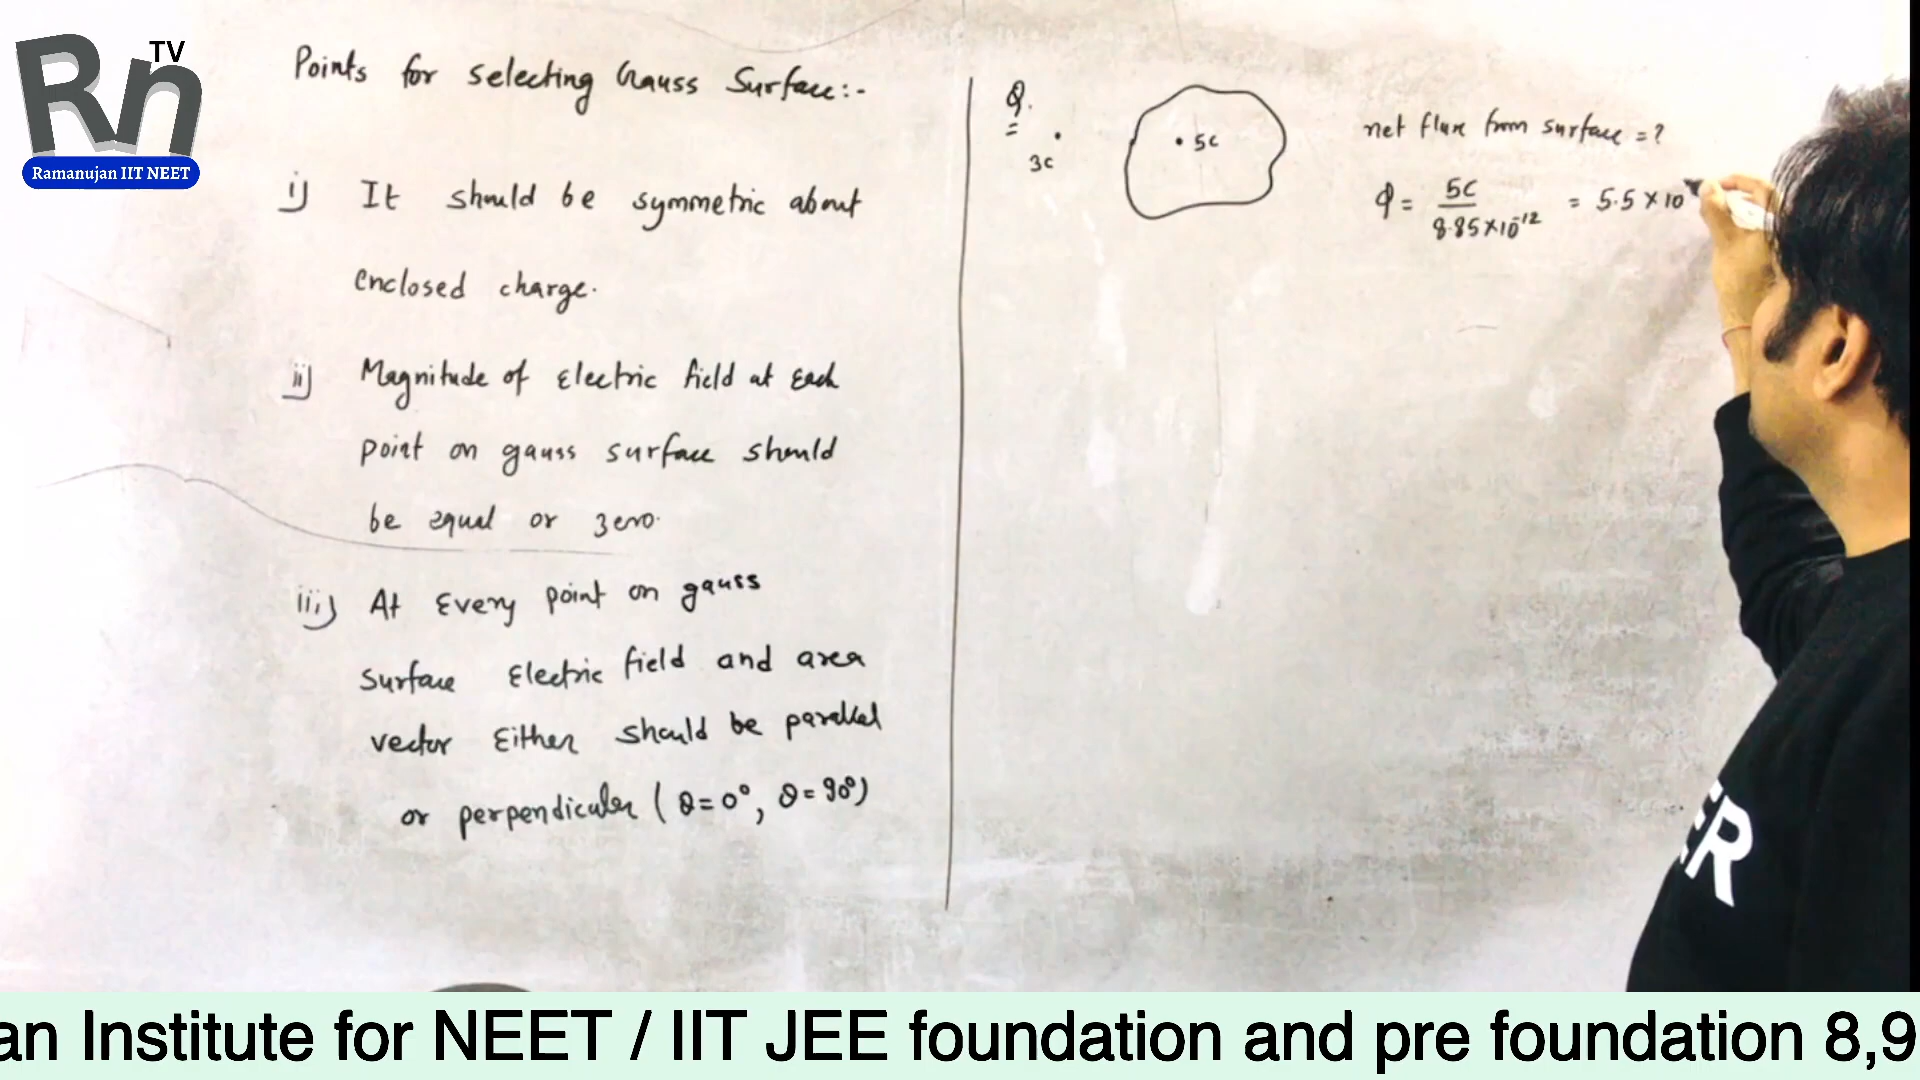 Rn TV
Ramanujan IIT NEET
Points for selecting Gauss Surface:-
i) It should be symmetric about
enclosed charge.
ii) Magnitude of Electric field at Each
point on gauss surface should
be equal or zero.
iii) At Every point on gauss
surface Electric field and area
vector Either should be parallel
or perpendicular (θ=0°, θ=90°)
Q.
=
3C
• 5C
net flux from surface = ?
φ = 5C / 8.85×10⁻¹² = 5.5 × 10
ER
an Institute for NEET / IIT JEE foundation and pre foundation 8,9